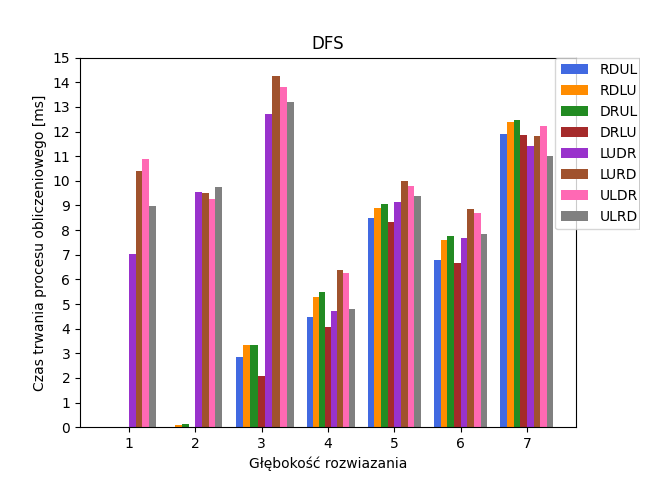 DFS
Czas trwania procesu obliczeniowego [ms]
15
14
13
12
11
10
9
8
7
6
5
4
3
2
1
0
1 2 3 4 5 6 7
Głębokość rozwiazania
RDUL
RDLU
DRUL
DRLU
LUDR
LURD
ULDR
ULRD